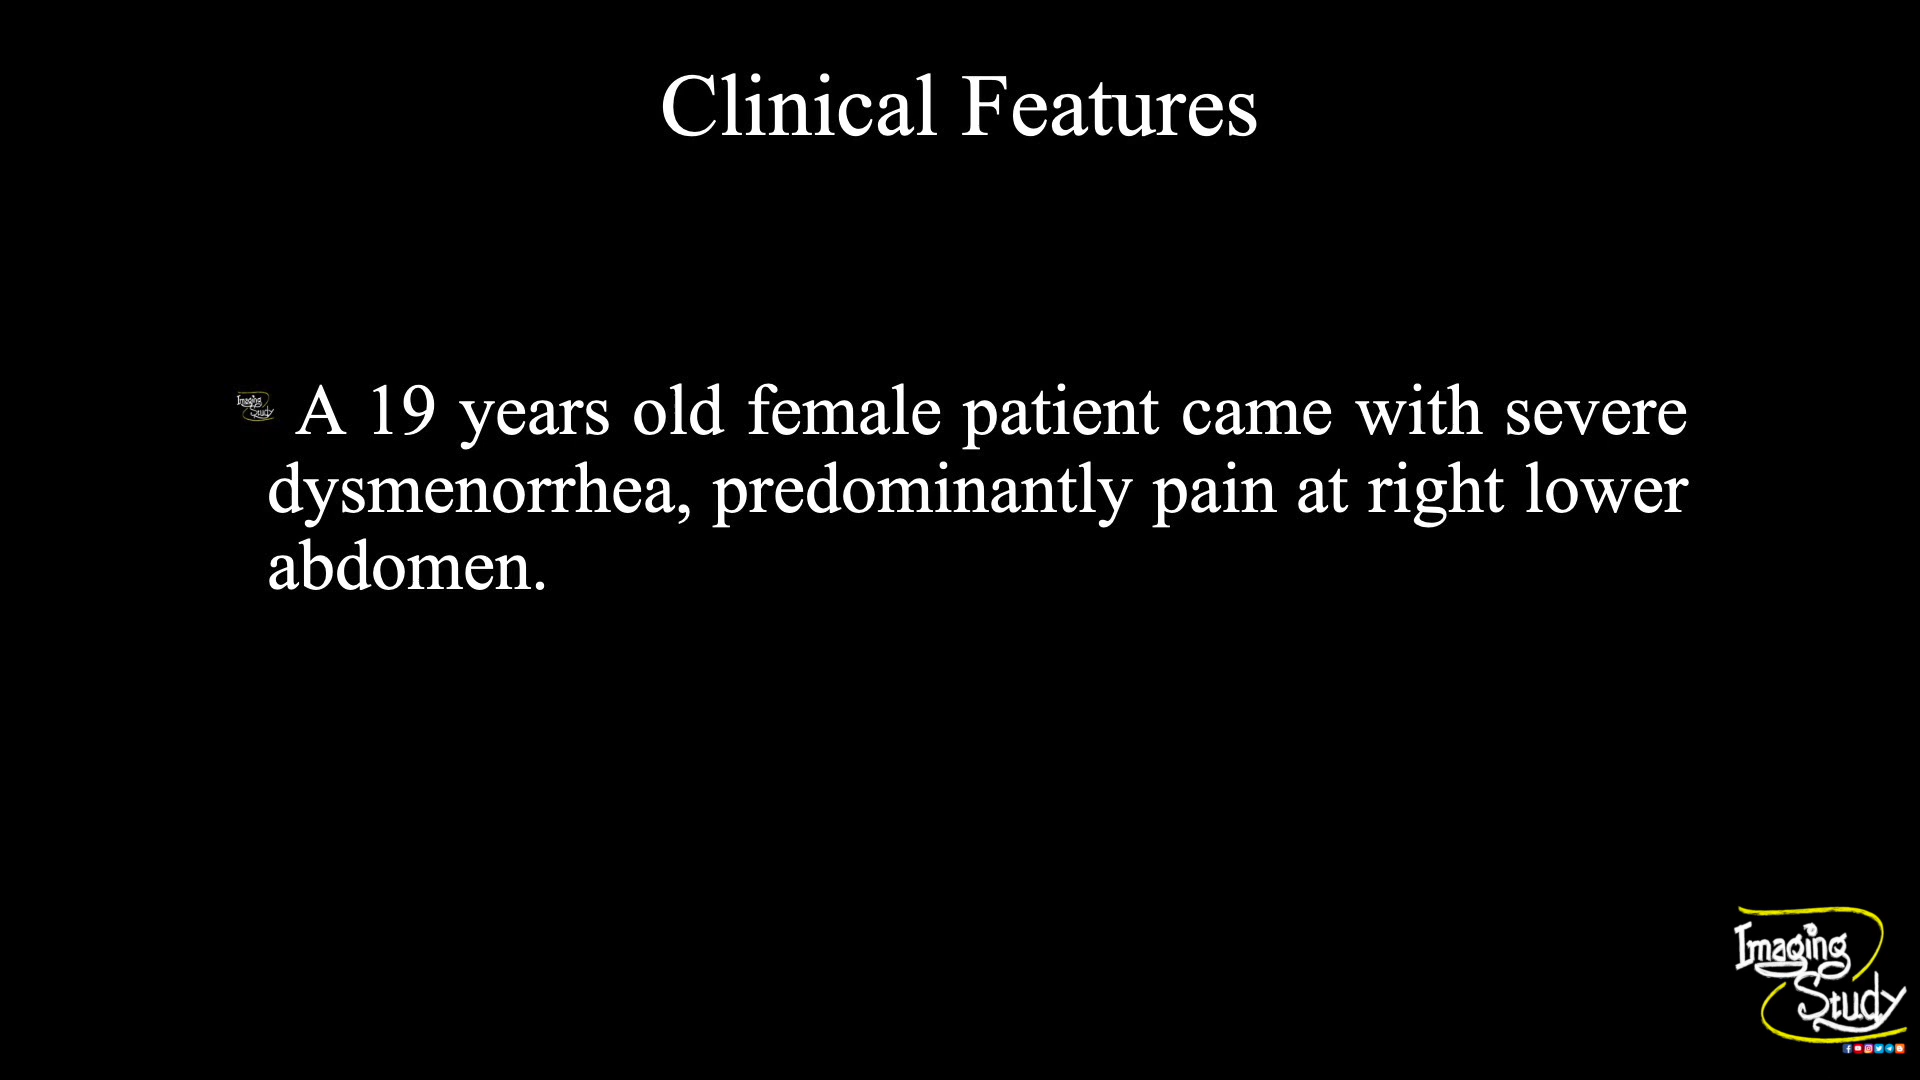 Clinical Features
A 19 years old female patient came with severe
dysmenorrhea, predominantly pain at right lower
abdomen.
Imaging
Study